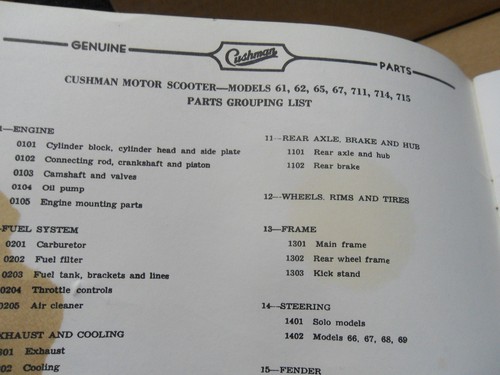 GENUINE Cushman PARTS
CUSHMAN MOTOR SCOOTER—MODELS 61, 62, 65, 67, 711, 714, 715
PARTS GROUPING LIST
1—ENGINE
0101 Cylinder block, cylinder head and side plate
0102 Connecting rod, crankshaft and piston
0103 Camshaft and valves
0104 Oil pump
0105 Engine mounting parts
FUEL SYSTEM
0201 Carburetor
0202 Fuel filter
0203 Fuel tank, brackets and lines
0204 Throttle controls
0205 Air cleaner
XHAUST AND COOLING
301 Exhaust
02 Cooling
11—REAR AXLE, BRAKE AND HUB
1101 Rear axle and hub
1102 Rear brake
12—WHEELS, RIMS AND TIRES
13—FRAME
1301 Main frame
1302 Rear wheel frame
1303 Kick stand
14—STEERING
1401 Solo models
1402 Models 66, 67, 68, 69
15—FENDER